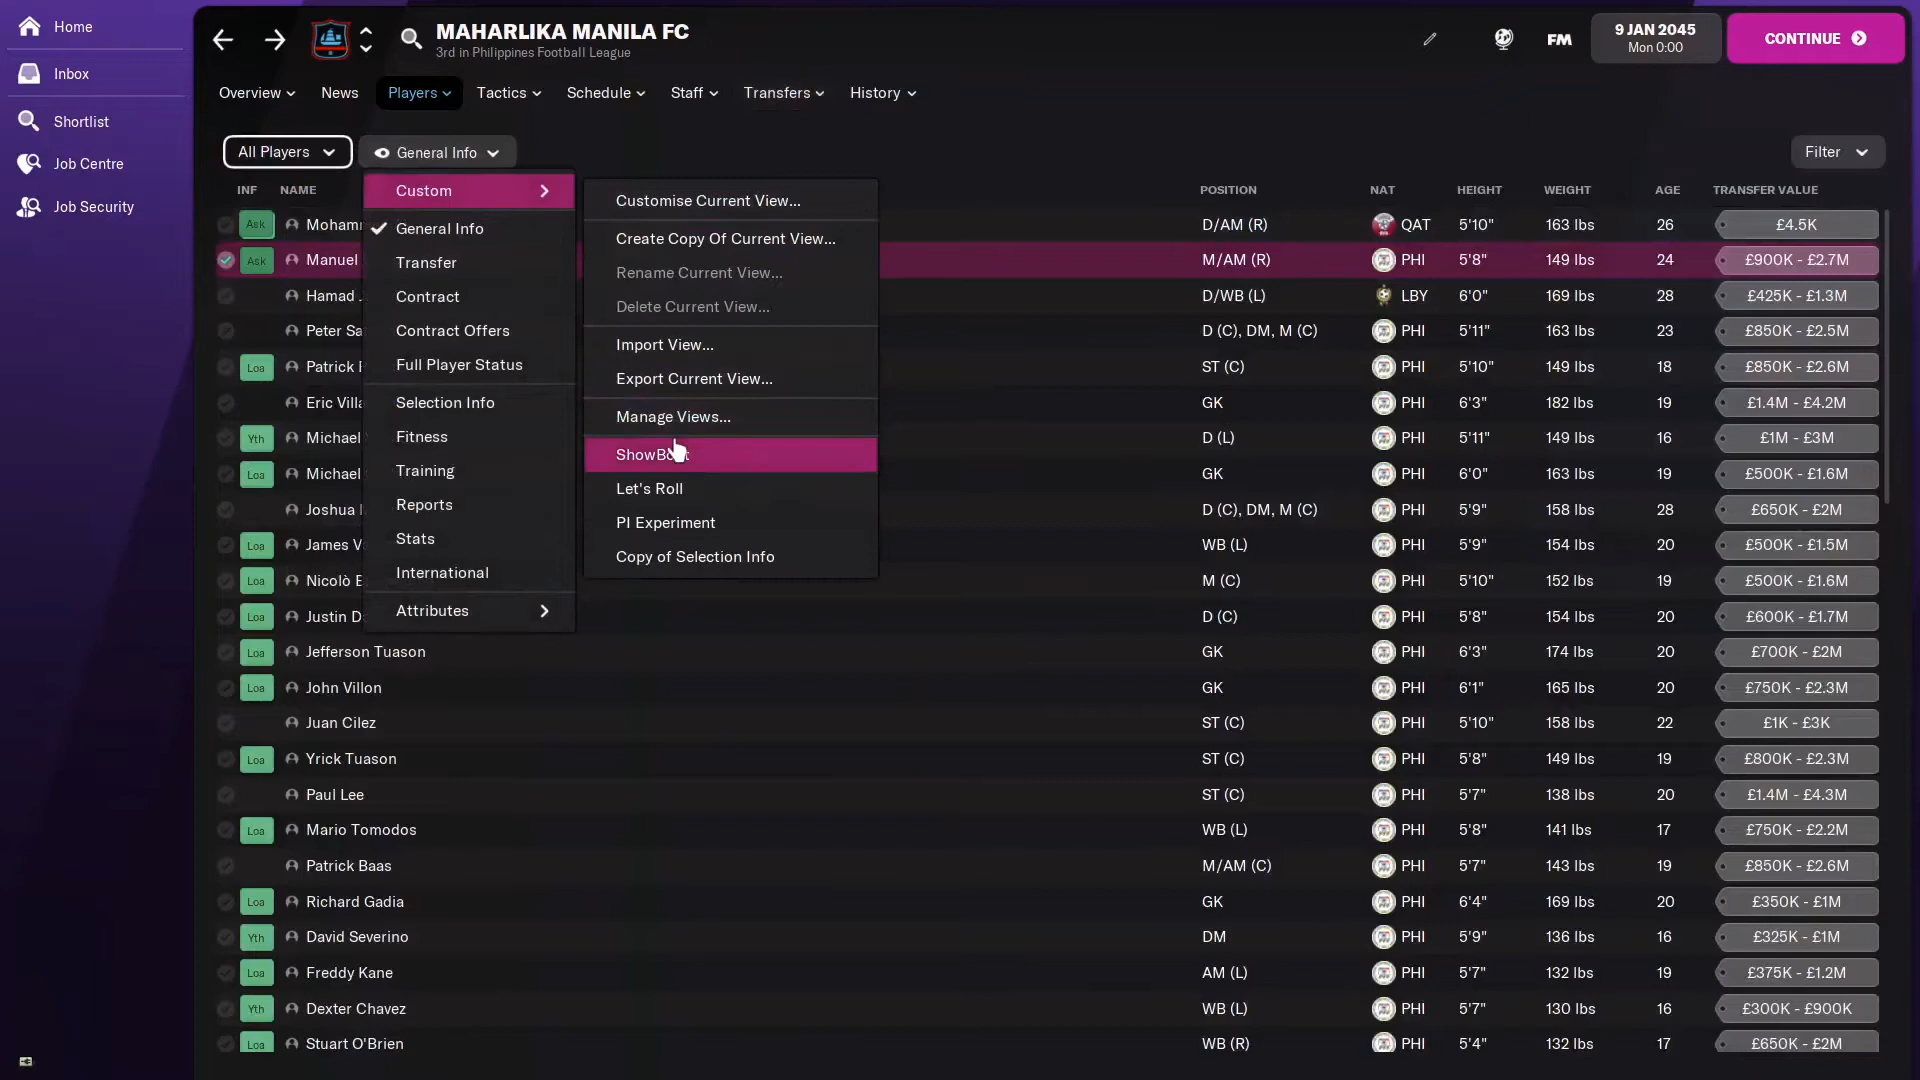 Home
Inbox
Shortlist
Job Centre
Job Security
MAHARLIKA MANILA FC
3rd in Philippines Football League
FM
9 JAN 2045
Mon 0:00
CONTINUE
Overview News Players Tactics Schedule Staff Transfers History
All Players General Info Filter
INF NAME POSITION NAT HEIGHT WEIGHT AGE TRANSFER VALUE
Custom
General Info
Transfer
Contract
Contract Offers
Full Player Status
Selection Info
Fitness
Training
Reports
Stats
International
Attributes
Customise Current View...
Create Copy Of Current View...
Rename Current View...
Delete Current View...
Import View...
Export Current View...
Manage Views...
Let's Roll
PI Experiment
Copy of Selection Info
Ask D/AM (R) QAT 5'10" 163 lbs 26 £4.5K
Ask Manuel M/AM (R) PHI 5'8" 149 lbs 24 £900K - £2.7M
Hamad D/WB (L) LBY 6'0" 169 lbs 28 £425K - £1.3M
Peter D (C), DM, M (C) PHI 5'11" 163 lbs 23 £850K - £2.5M
Loa Patrick ST (C) PHI 5'10" 149 lbs 18 £850K - £2.6M
Eric GK PHI 6'3" 182 lbs 19 £1.4M - £4.2M
Yth Michael D (L) PHI 5'11" 149 lbs 16 £1M - £3M
Loa Michael GK PHI 6'0" 163 lbs 19 £500K - £1.6M
Joshua D (C), DM, M (C) PHI 5'9" 158 lbs 28 £650K - £2M
Loa James WB (L) PHI 5'9" 154 lbs 20 £500K - £1.5M
Loa Nicolò M (C) PHI 5'10" 152 lbs 19 £500K - £1.6M
Loa Justin D (C) PHI 5'8" 154 lbs 20 £600K - £1.7M
Loa Jefferson Tuason GK PHI 6'3" 174 lbs 20 £700K - £2M
Loa John Villon GK PHI 6'1" 165 lbs 20 £750K - £2.3M
Juan Cilez ST (C) PHI 5'10" 158 lbs 22 £1K - £3K
Loa Yrick Tuason ST (C) PHI 5'8" 149 lbs 19 £800K - £2.3M
Paul Lee ST (C) PHI 5'7" 138 lbs 20 £1.4M - £4.3M
Loa Mario Tomodos WB (L) PHI 5'8" 141 lbs 17 £750K - £2.2M
Patrick Baas M/AM (C) PHI 5'7" 143 lbs 19 £850K - £2.6M
Loa Richard Gadia GK PHI 6'4" 169 lbs 20 £350K - £1M
Yth David Severino DM PHI 5'9" 136 lbs 16 £325K - £1M
Loa Freddy Kane AM (L) PHI 5'7" 132 lbs 19 £375K - £1.2M
Yth Dexter Chavez WB (L) PHI 5'7" 130 lbs 16 £300K - £900K
Loa Stuart O'Brien WB (R) PHI 5'4" 132 lbs 17 £650K - £2M